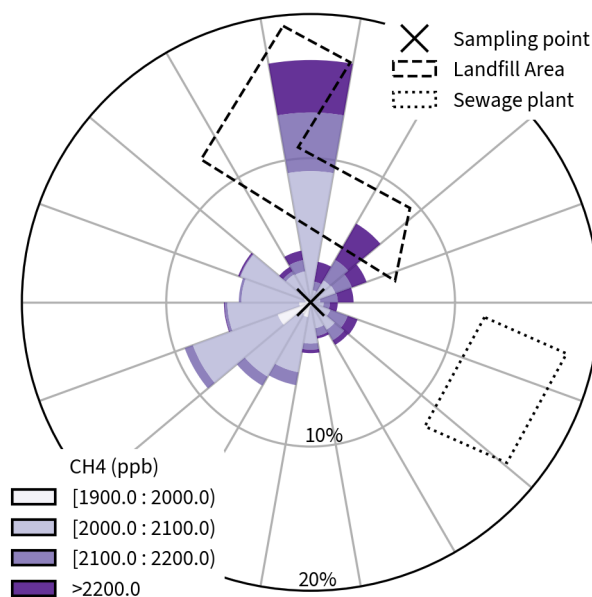 Sampling point
Landfill Area
Sewage plant
10%
CH4 (ppb)
[1900.0 : 2000.0)
[2000.0 : 2100.0)
[2100.0 : 2200.0)
20%
>2200.0